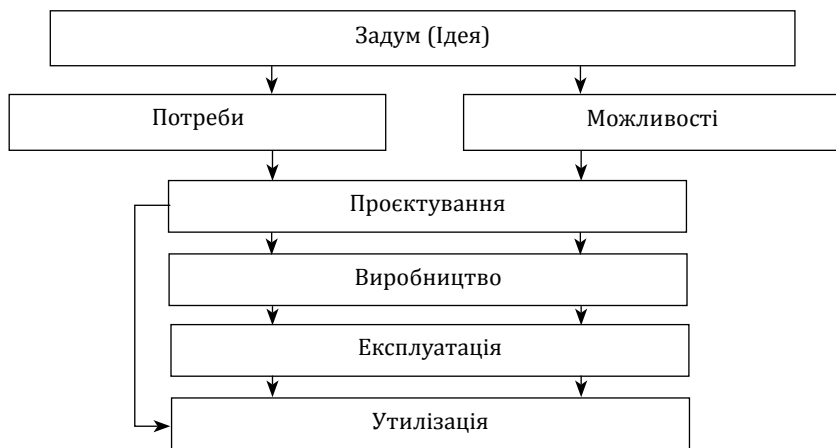 Задум (Ідея)
Потреби
Можливості
Проєктування
Виробництво
Експлуатація
Утилізація